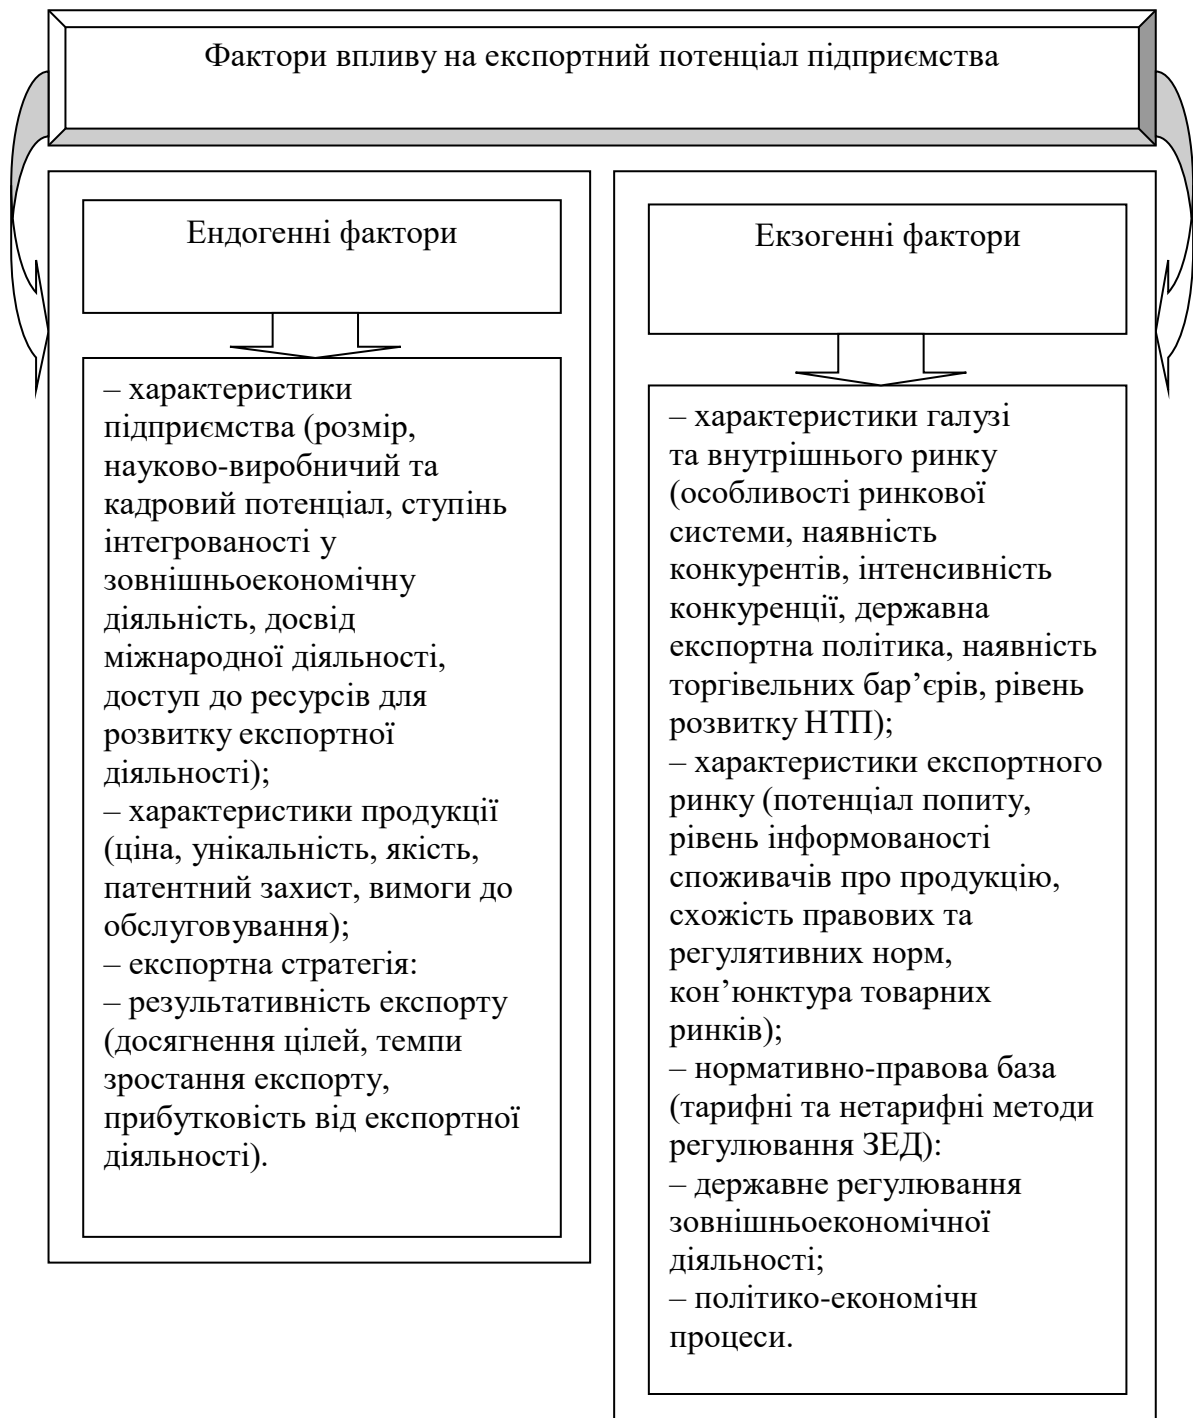 Фактори впливу на експортний потенціал підприємства
Ендогенні фактори
– характеристики
підприємства (розмір,
науково-виробничий та
кадровий потенціал, ступінь
інтегрованості у
зовнішньоекономічну
діяльність, досвід
міжнародної діяльності,
доступ до ресурсів для
розвитку експортної
діяльності);
– характеристики продукції
(ціна, унікальність, якість,
патентний захист, вимоги до
обслуговування);
– експортна стратегія:
– результативність експорту
(досягнення цілей, темпи
зростання експорту,
прибутковість від експортної
діяльності).
Екзогенні фактори
– характеристики галузі
та внутрішнього ринку
(особливості ринкової
системи, наявність
конкурентів, інтенсивність
конкуренції, державна
експортна політика, наявність
торгівельних бар’єрів, рівень
розвитку НТП);
– характеристики експортного
ринку (потенціал попиту,
рівень інформованості
споживачів про продукцію,
схожість правових та
регулятивних норм,
кон’юнктура товарних
ринків);
– нормативно-правова база
(тарифні та нетарифні методи
регулювання ЗЕД):
– державне регулювання
зовнішньоекономічної
діяльності;
– політико-економічн
процеси.